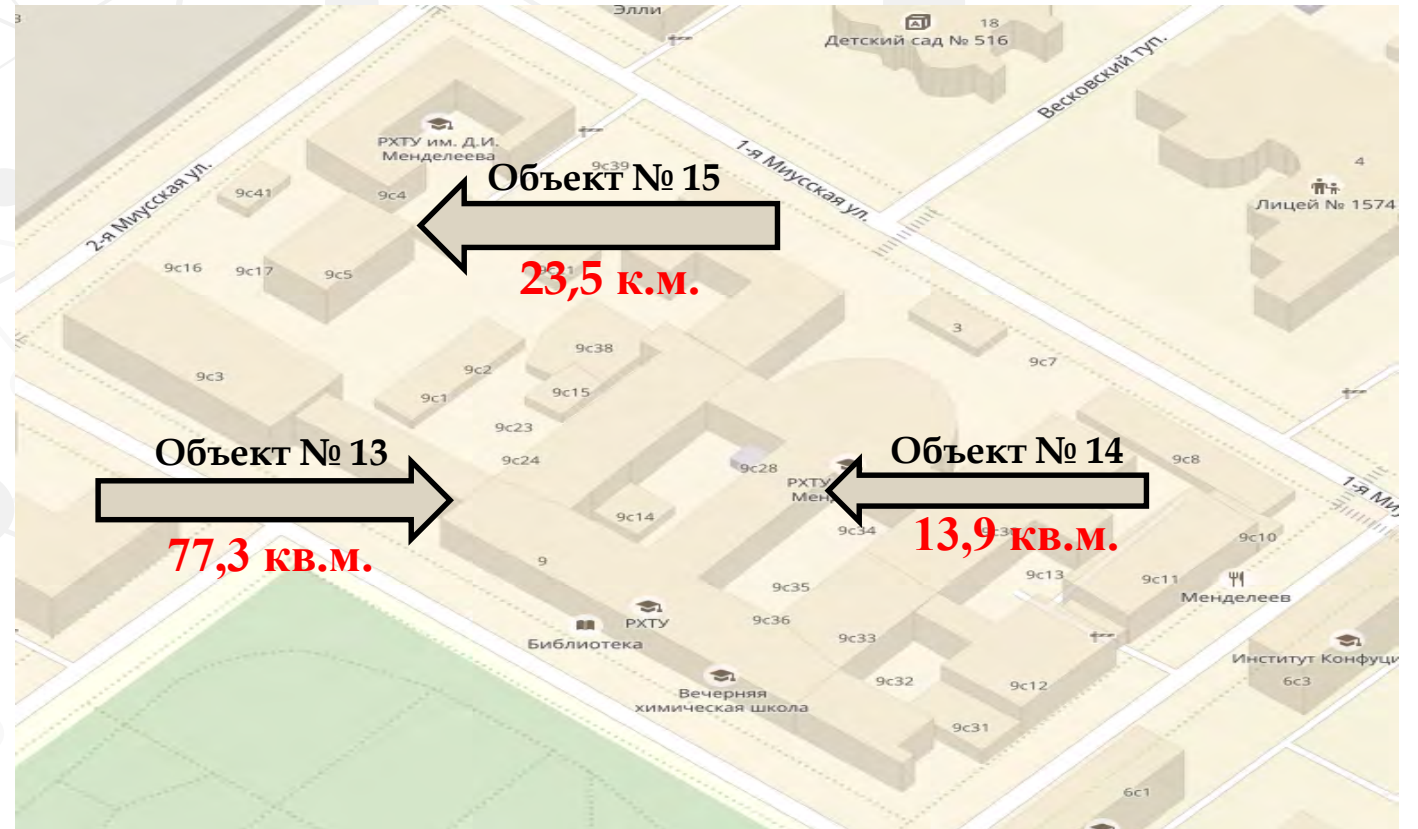 Элли
18
Детский сад № 516
Весковский туп.
РХТУ им. Д.И.
Менделеева
1-я Миусская ул.
9с39
4
Лицей № 1574
2-я Миусская ул.
9с41
9с4
Объект № 15
23,5 к.м.
9с16
9с17
9с5
3
9с7
9с38
9с3
9с2
9с15
9с1
9с23
9с24
Объект № 13
77,3 кв.м.
9с28
РХТУ
Объект № 14
13,9 кв.м.
9с8
9с14
9с34
9с10
9
9с13
9с11
Менделеев
9с35
РХТУ
9с36
Библиотека
9с33
Институт Конфуци
6с3
Вечерняя
химическая школа
9с32
9с12
9с31
6с1
1-я Ми